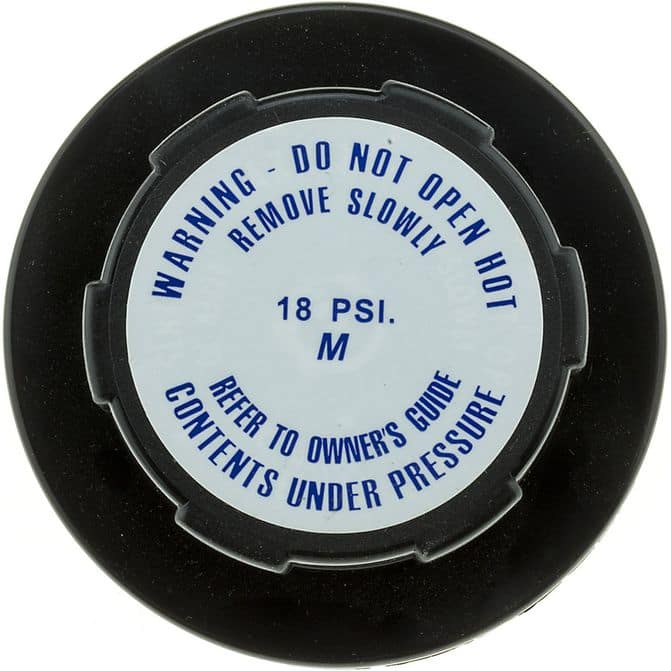 WARNING - DO NOT OPEN HOT
REMOVE SLOWLY
18 PSI.
M
REFER TO OWNER'S GUIDE
CONTENTS UNDER PRESSURE